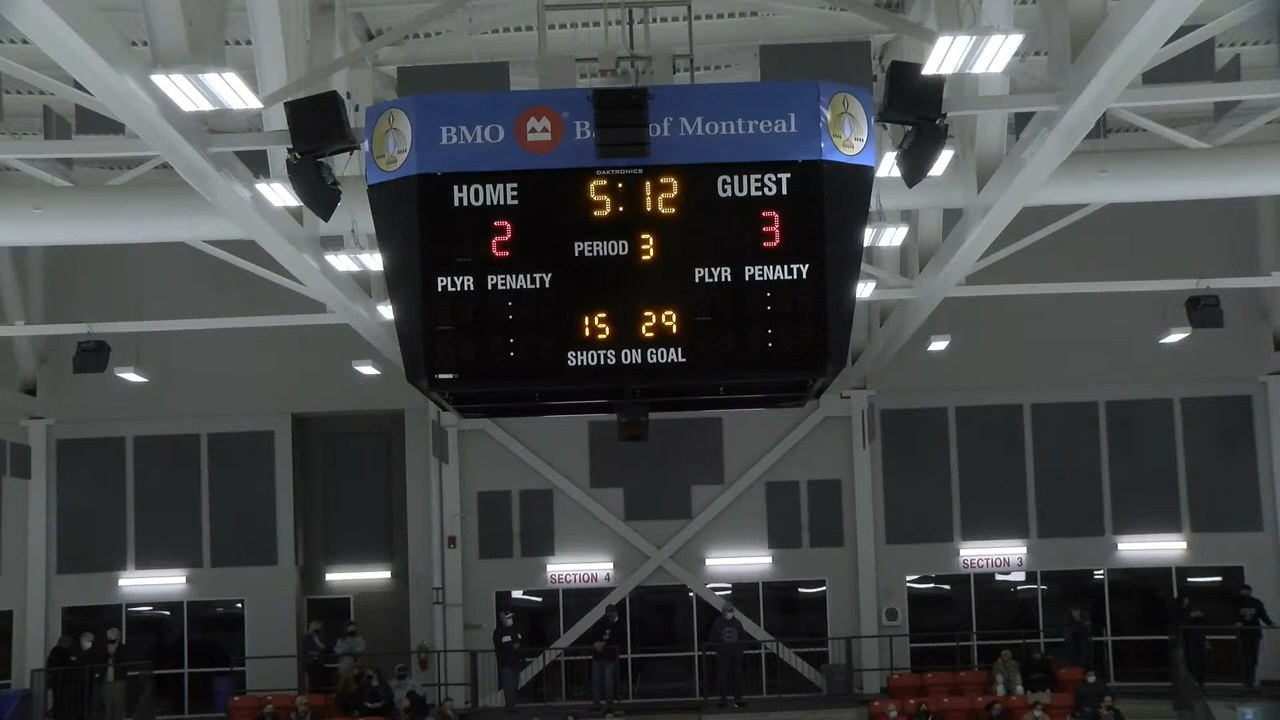 BMO Bank of Montreal
DAKTRONICS
HOME 5:12 GUEST
2 PERIOD 3 3
PLYR PENALTY PLYR PENALTY
15 29
SHOTS ON GOAL
SECTION 4
SECTION 3